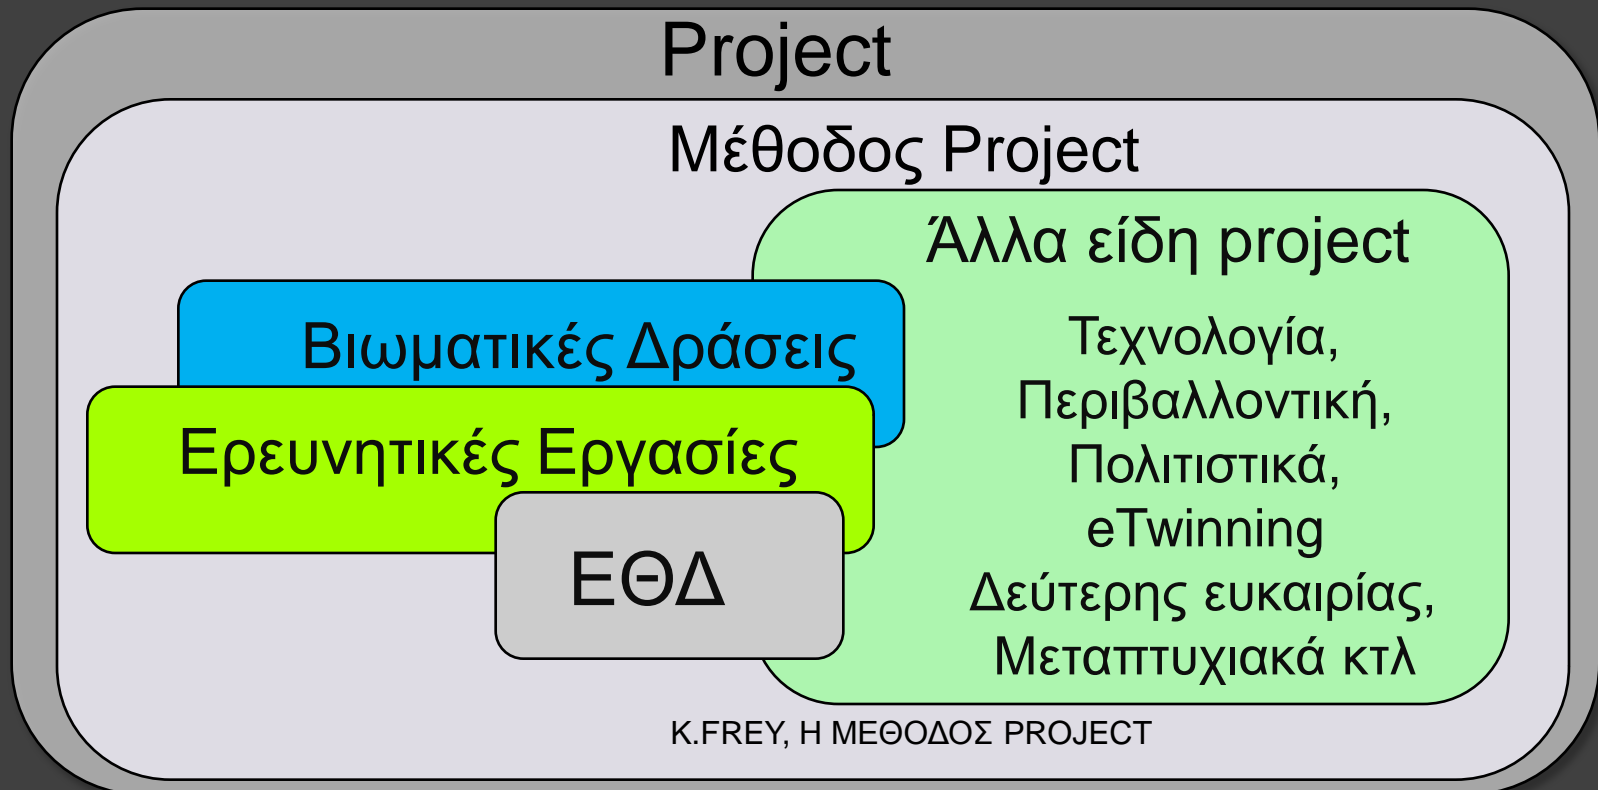 Project
Μέθοδος Project
Άλλα είδη project
Βιωματικές Δράσεις
Ερευνητικές Εργασίες
ΕΘΔ
Τεχνολογία,
Περιβαλλοντική,
Πολιτιστικά,
eTwinning
Δεύτερης ευκαιρίας,
Μεταπτυχιακά κτλ
K.FREY, Η ΜΕΘΟΔΟΣ PROJECT